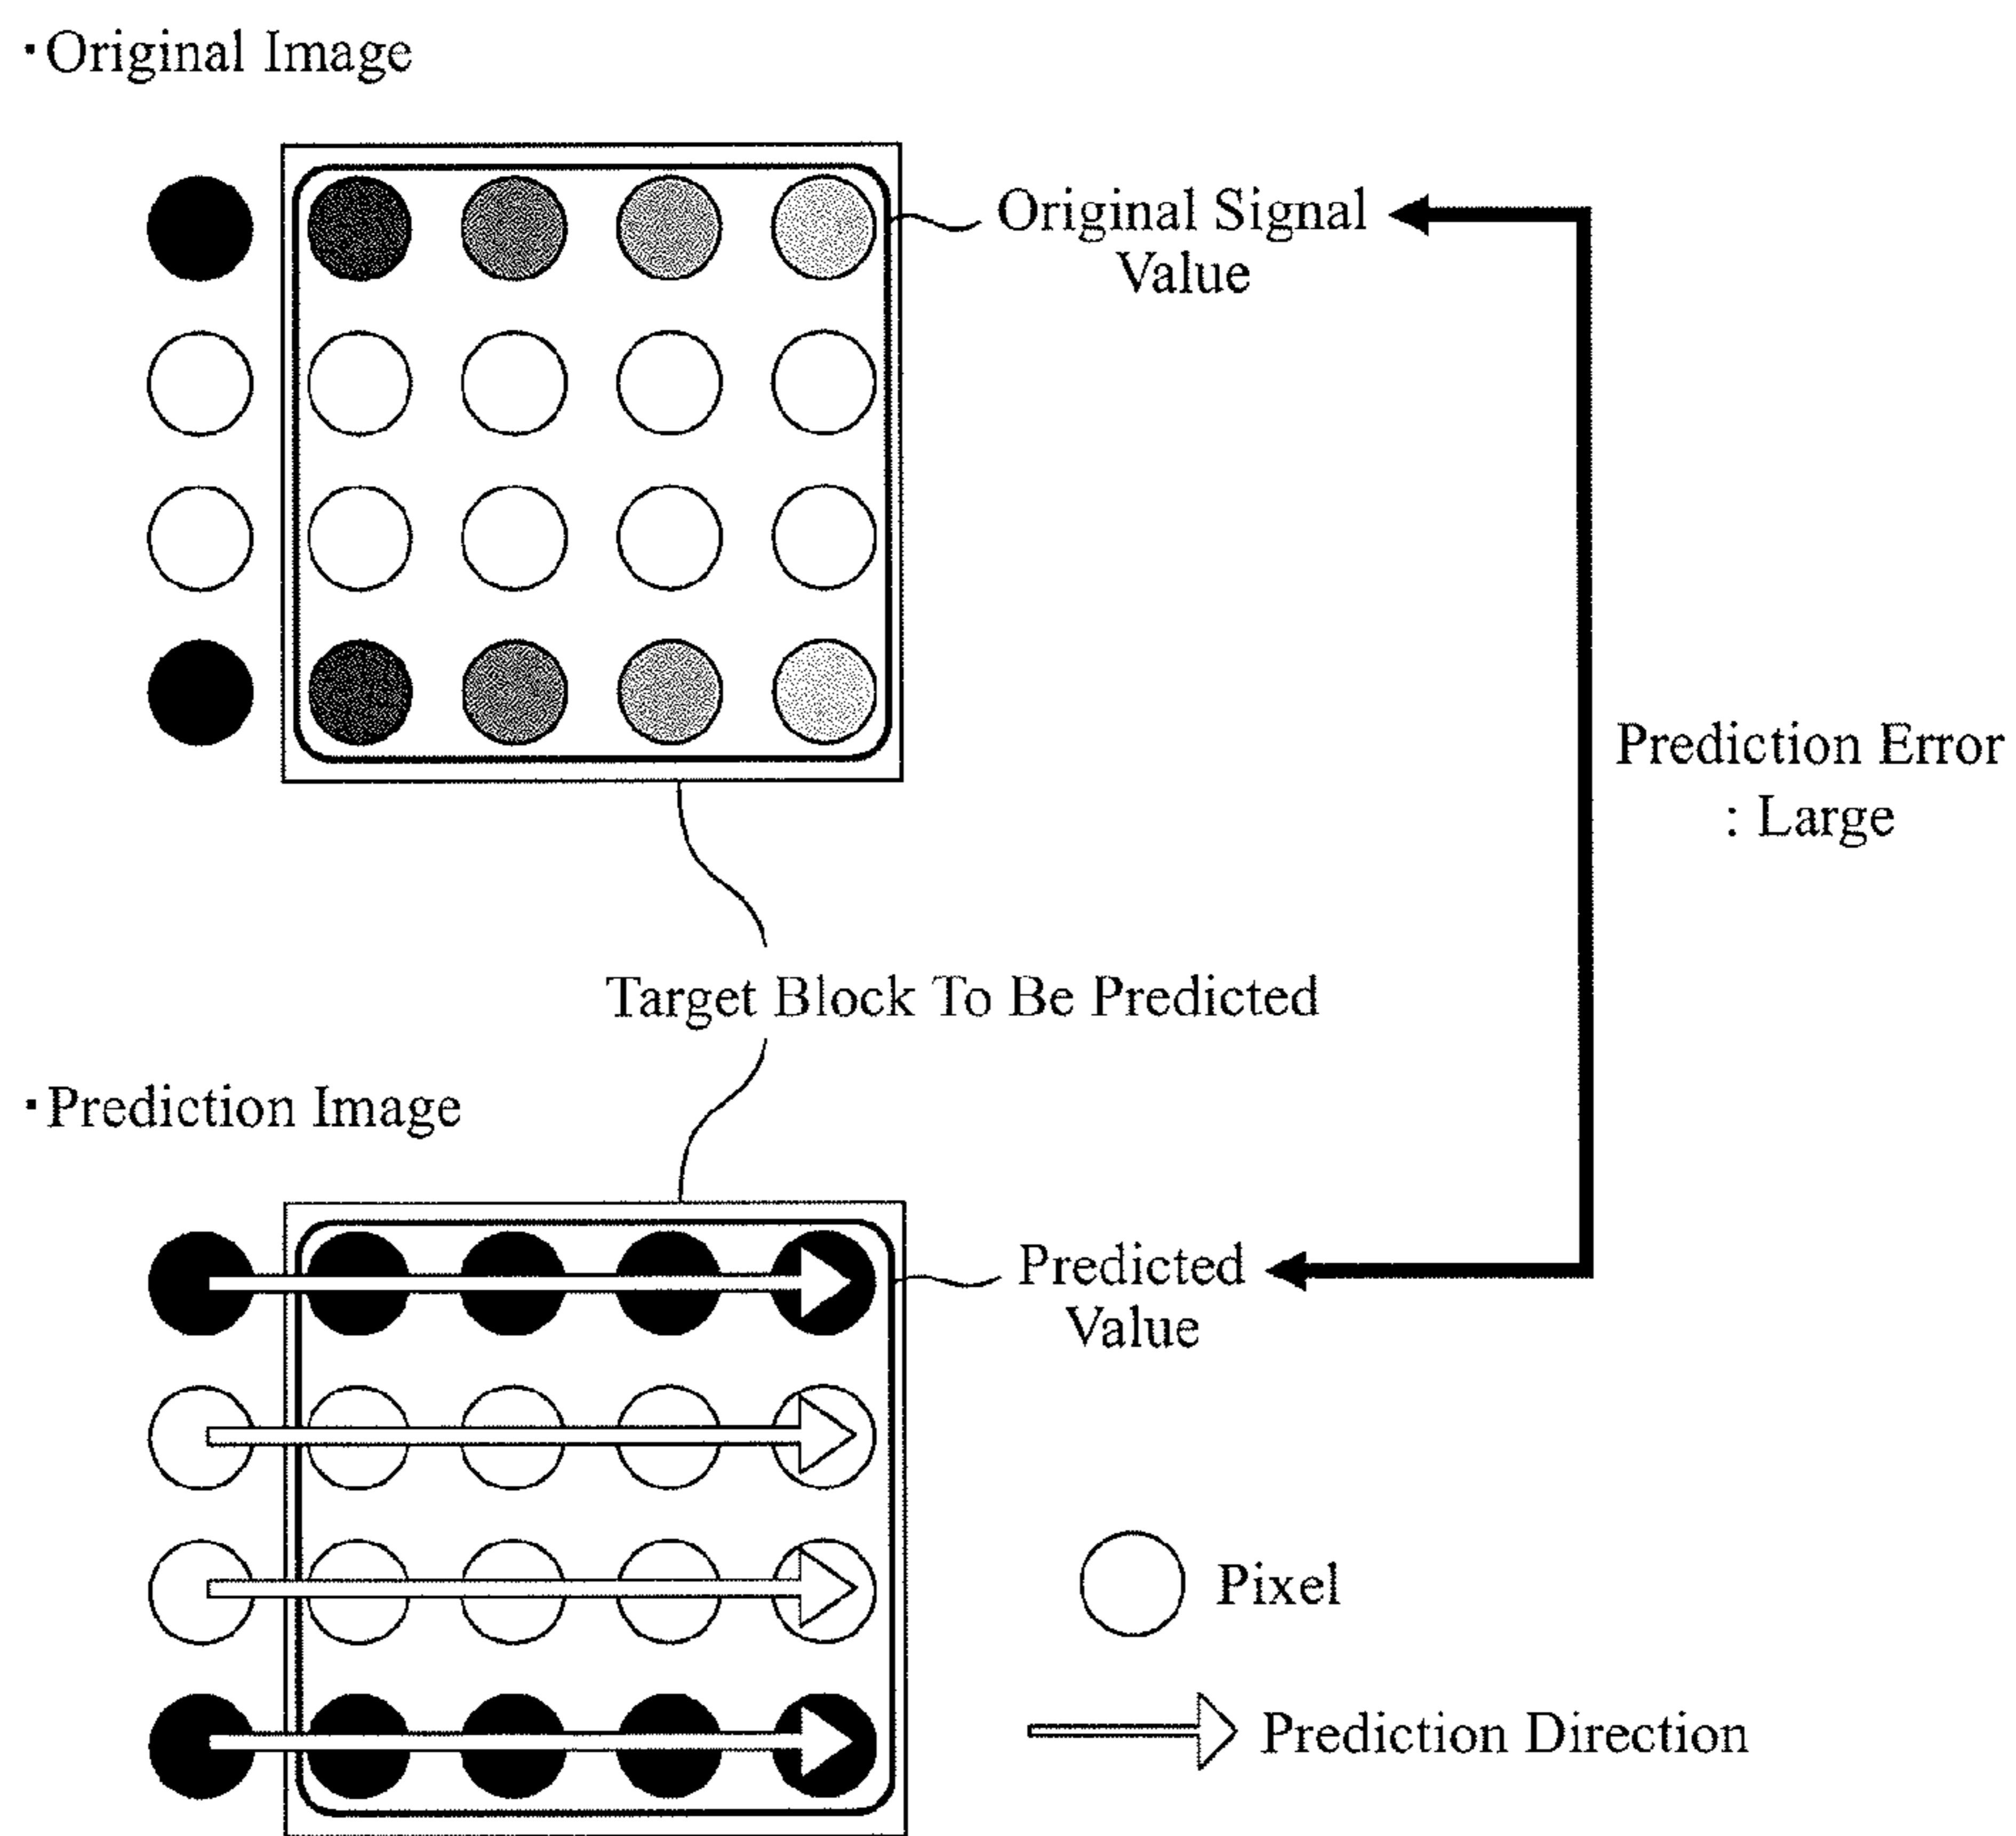 ・Original Image
Original Signal
Value
Prediction Error
: Large
Target Block To Be Predicted
・Prediction Image
Predicted
Value
Pixel
Prediction Direction